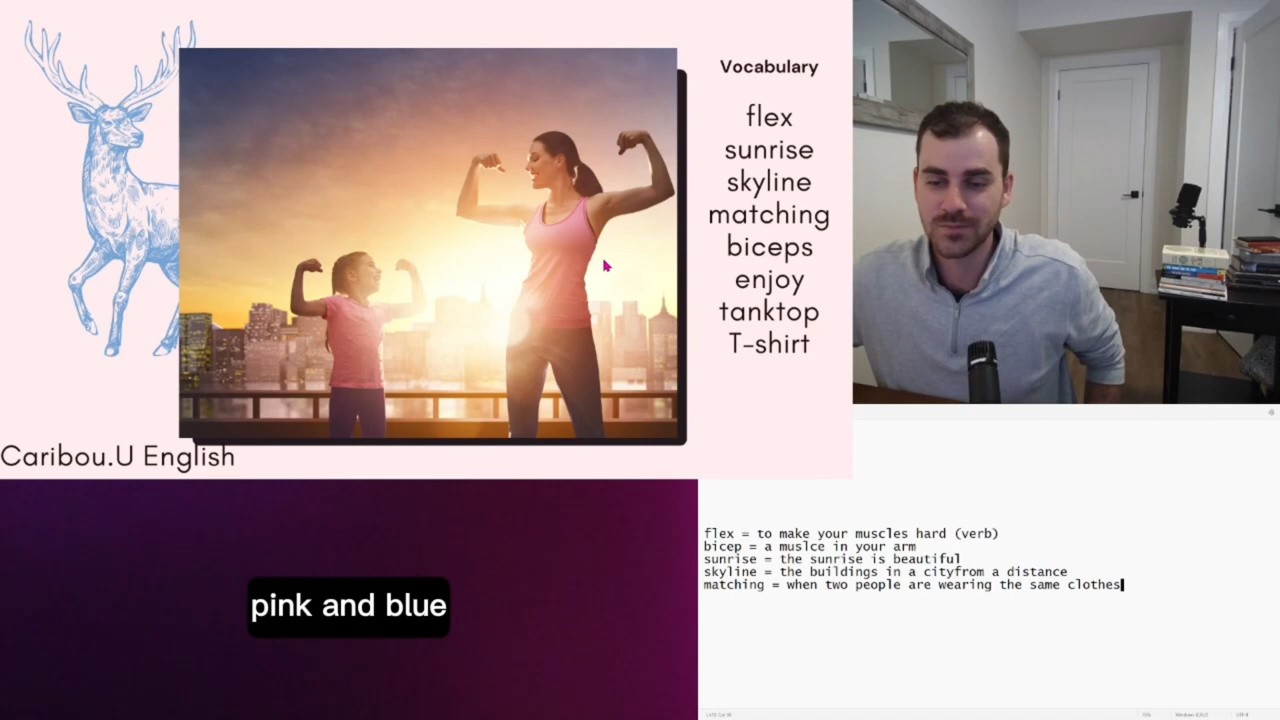 Vocabulary
flex
sunrise
skyline
matching
biceps
enjoy
tanktop
T-shirt
Caribou.U English
pink and blue
flex = to make your muscles hard (verb)
bicep = a muslce in your arm
sunrise = the sunrise is beautiful
skyline = the buildings in a cityfrom a distance
matching = when two people are wearing the same clothes